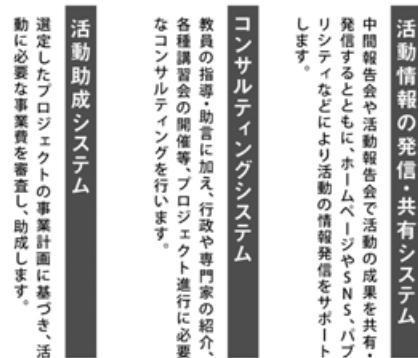 活動情報の発信・共有システム
中間報告会や活動報告会で活動の成果を共有・
発信するとともに、ホームページやSNS、パブ
リシティなどにより活動の情報発信をサポート
します。
コンサルティングシステム
教員の指導・助言に加え、行政や専門家の紹介、
各種講習会の開催等、プロジェクト進行に必要
なコンサルティングを行います。
活動助成システム
選定したプロジェクトの事業計画に基づき、活
動に必要な事業費を審査し、助成します。